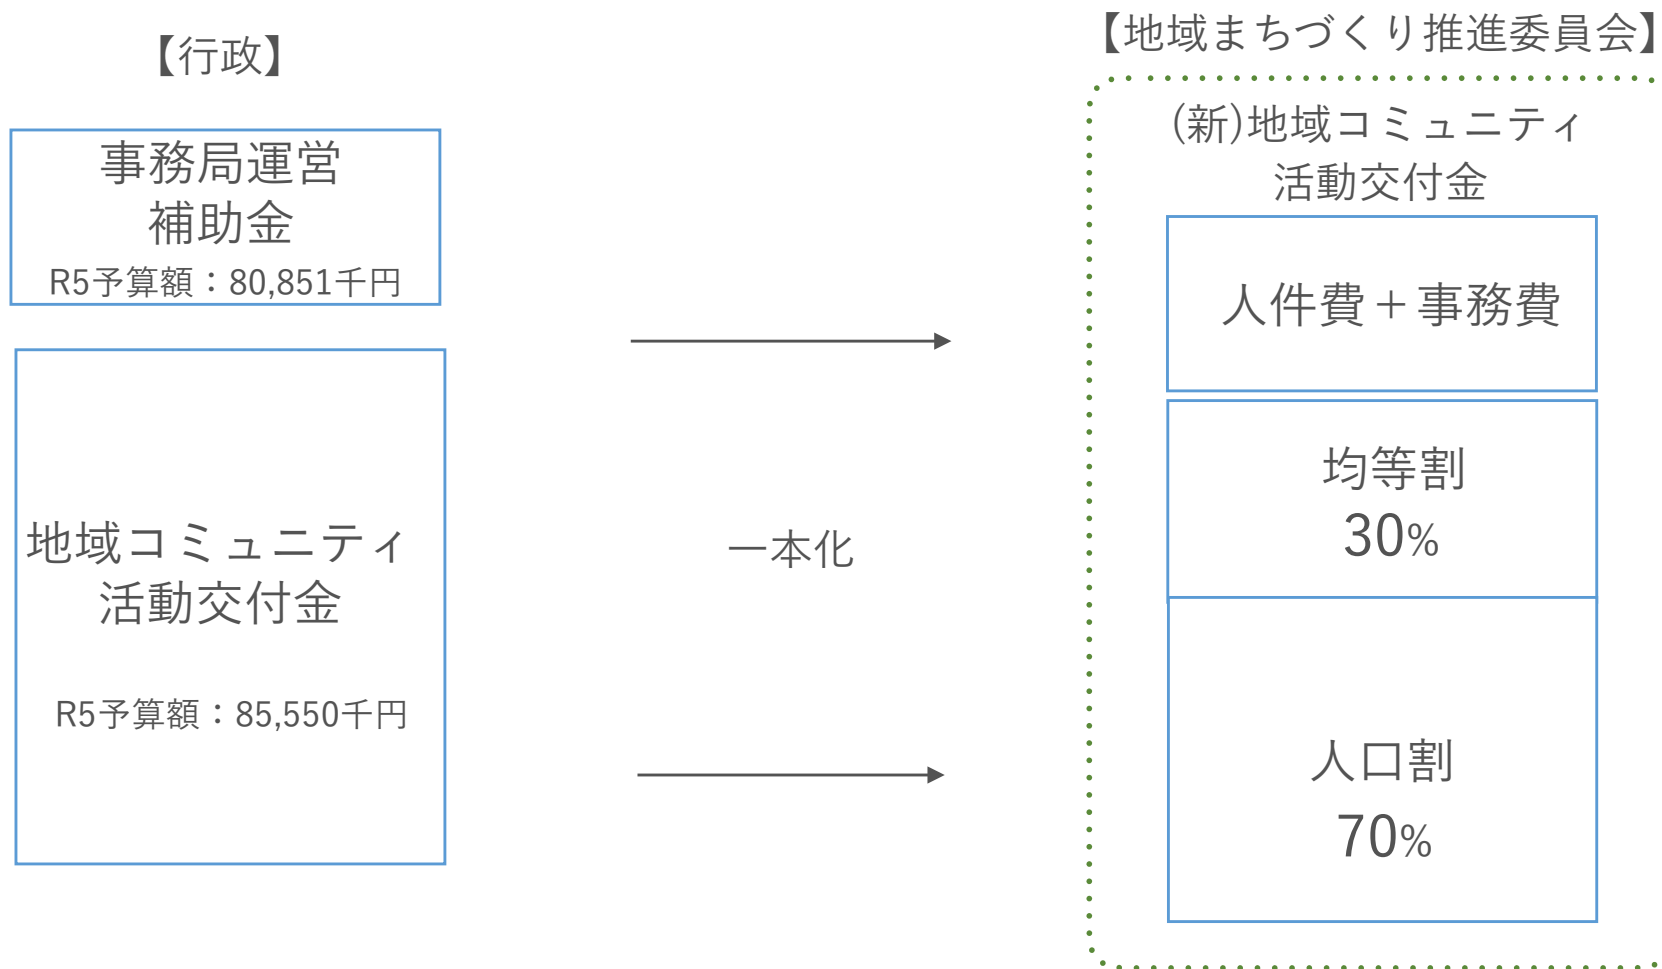 【行政】
事務局運営
補助金
R5予算額：80,851千円
地域コミュニティ
活動交付金
R5予算額：85,550千円
一本化
【地域まちづくり推進委員会】
(新)地域コミュニティ
活動交付金
人件費＋事務費
均等割
30%
人口割
70%